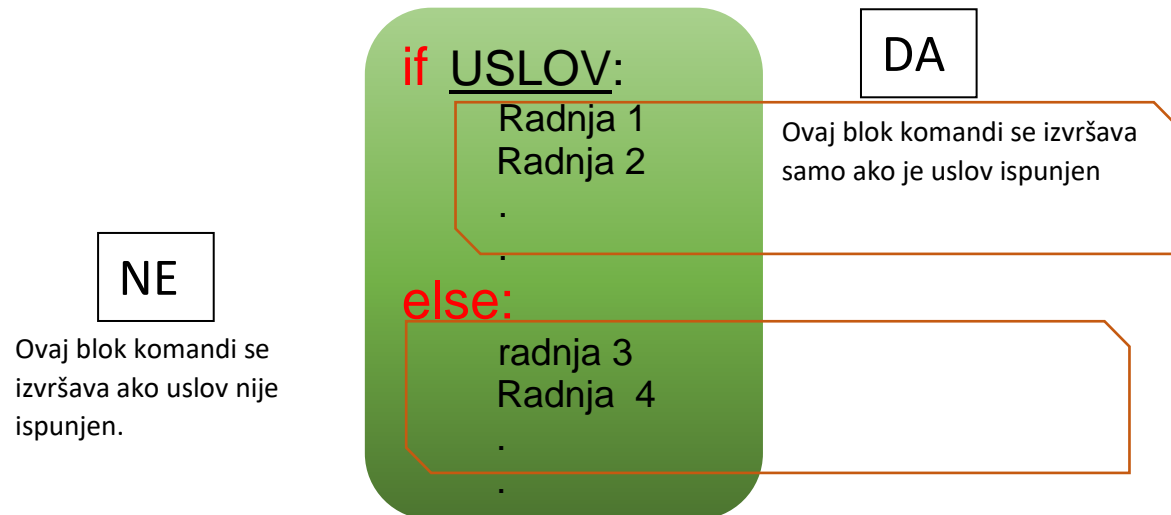 if USLOV:
Radnja 1
Radnja 2
.
.
DA
Ovaj blok komandi se izvršava
samo ako je uslov ispunjen
NE
Ovaj blok komandi se
izvršava ako uslov nije
ispunjen.
else:
radnja 3
Radnja 4
.
.